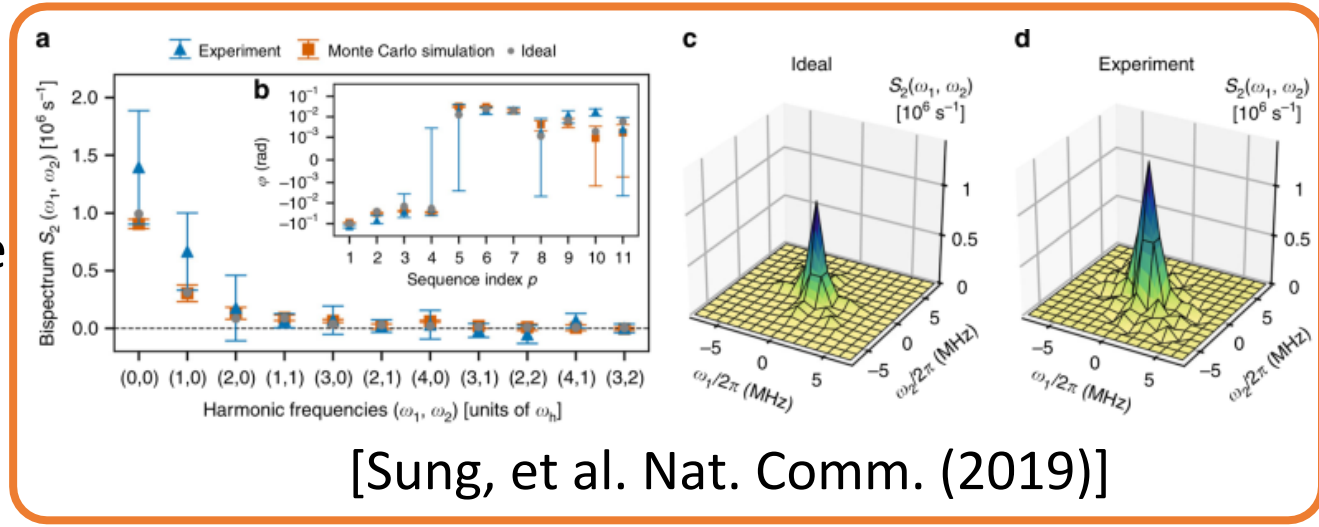 a
Experiment Monte Carlo simulation Ideal
Bispectrum S₂ (ω₁, ω₂) [10⁶ s⁻¹]
2.0
1.5
1.0
0.5
0.0
(0,0) (1,0) (2,0) (1,1) (3,0) (2,1) (4,0) (3,1) (2,2) (4,1) (3,2)
Harmonic frequencies (ω₁, ω₂) [units of ωₕ]
b
φ (rad)
10⁻¹
10⁻²
10⁻³
0
−10⁻³
−10⁻²
−10⁻¹
1 2 3 4 5 6 7 8 9 10 11
Sequence index p
c
Ideal
S₂(ω₁, ω₂)
[10⁶ s⁻¹]
1
0.5
0
−5 0 5
ω₁/2π (MHz)
−5 0 5
ω₂/2π (MHz)
d
Experiment
S₂(ω₁, ω₂)
[10⁶ s⁻¹]
1
0.5
0
−5 0 5
ω₁/2π (MHz)
−5 0 5
ω₂/2π (MHz)
e
[Sung, et al. Nat. Comm. (2019)]